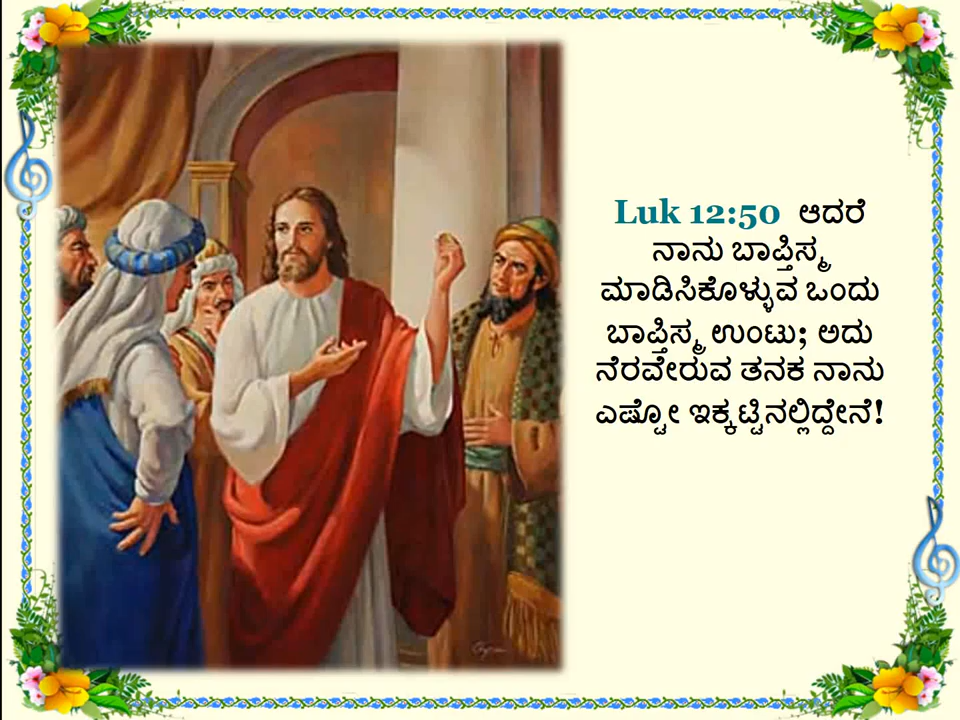 Luk 12:50 ಆದರೆ
ನಾನು ಬಾಪ್ತಿಸ್ಮ
ಮಾಡಿಸಿಕೊಳ್ಳುವ ಒಂದು
ಬಾಪ್ತಿಸ್ಮ ಉಂಟು; ಅದು
ನೆರವೇರುವ ತನಕ ನಾನು
ಎಷ್ಟೋ ಇಕ್ಕಟ್ಟಿನಲ್ಲಿದ್ದೇನೆ!